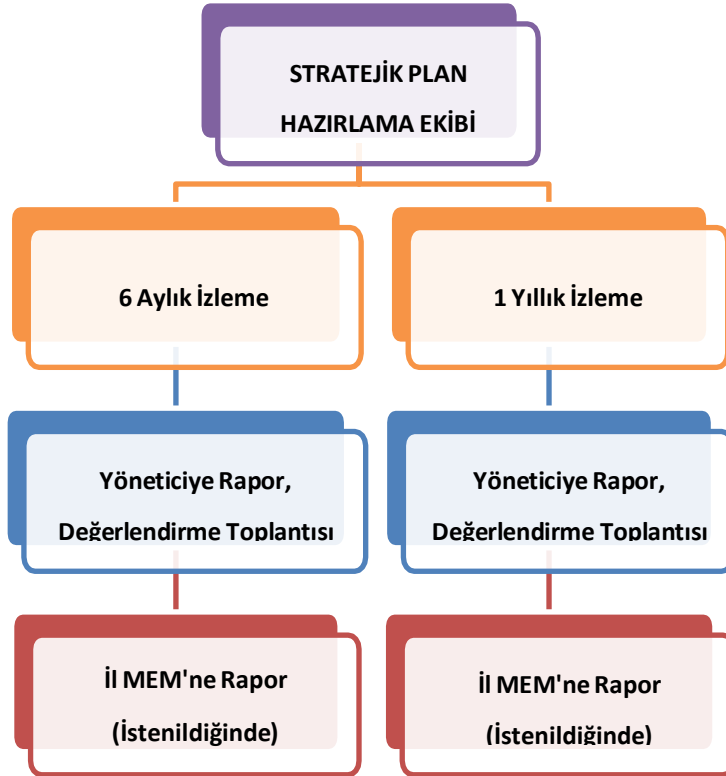 STRATEJİK PLAN
HAZIRLAMA EKİBİ
6 Aylık İzleme
1 Yıllık İzleme
Yöneticiye Rapor,
Değerlendirme Toplantısı
Yöneticiye Rapor,
Değerlendirme Toplantısı
İl MEM'ne Rapor
(İstenildiğinde)
İl MEM'ne Rapor
(İstenildiğinde)